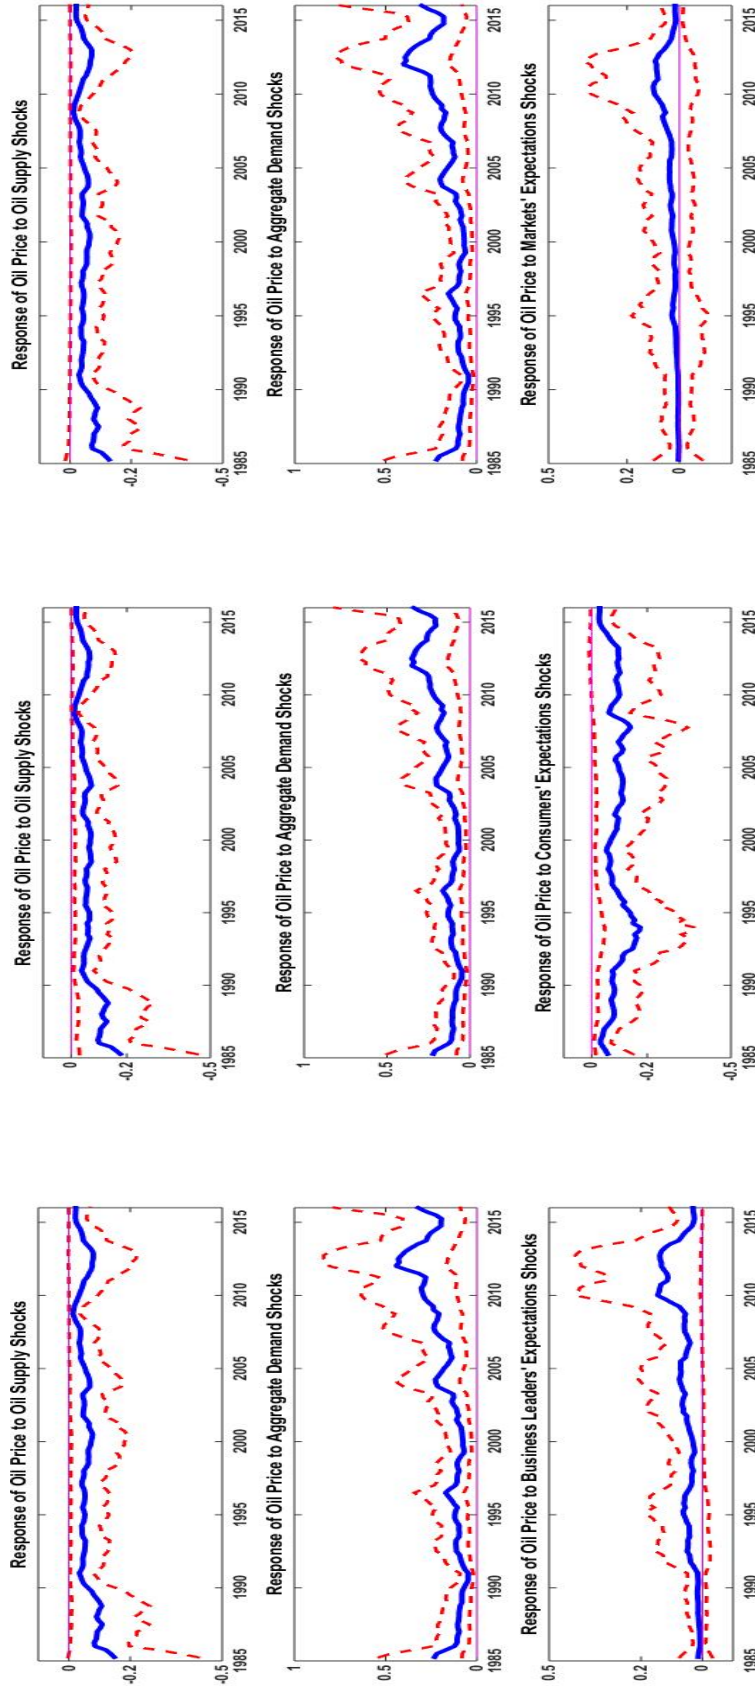 Response of Oil Price to Oil Supply Shocks
0
-0.2
-0.5
1985 1990 1995 2000 2005 2010 2015
Response of Oil Price to Oil Supply Shocks
0
-0.2
-0.5
1985 1990 1995 2000 2005 2010 2015
Response of Oil Price to Oil Supply Shocks
0
-0.2
-0.5
1985 1990 1995 2000 2005 2010 2015
Response of Oil Price to Aggregate Demand Shocks
1
0.5
0
1985 1990 1995 2000 2005 2010 2015
Response of Oil Price to Aggregate Demand Shocks
1
0.5
0
1985 1990 1995 2000 2005 2010 2015
Response of Oil Price to Aggregate Demand Shocks
1
0.5
0
1985 1990 1995 2000 2005 2010 2015
Response of Oil Price to Business Leaders' Expectations Shocks
0.5
0.2
0
1985 1990 1995 2000 2005 2010 2015
Response of Oil Price to Consumers' Expectations Shocks
0
-0.2
-0.5
1985 1990 1995 2000 2005 2010 2015
Response of Oil Price to Markets' Expectations Shocks
0.5
0.2
0
1985 1990 1995 2000 2005 2010 2015